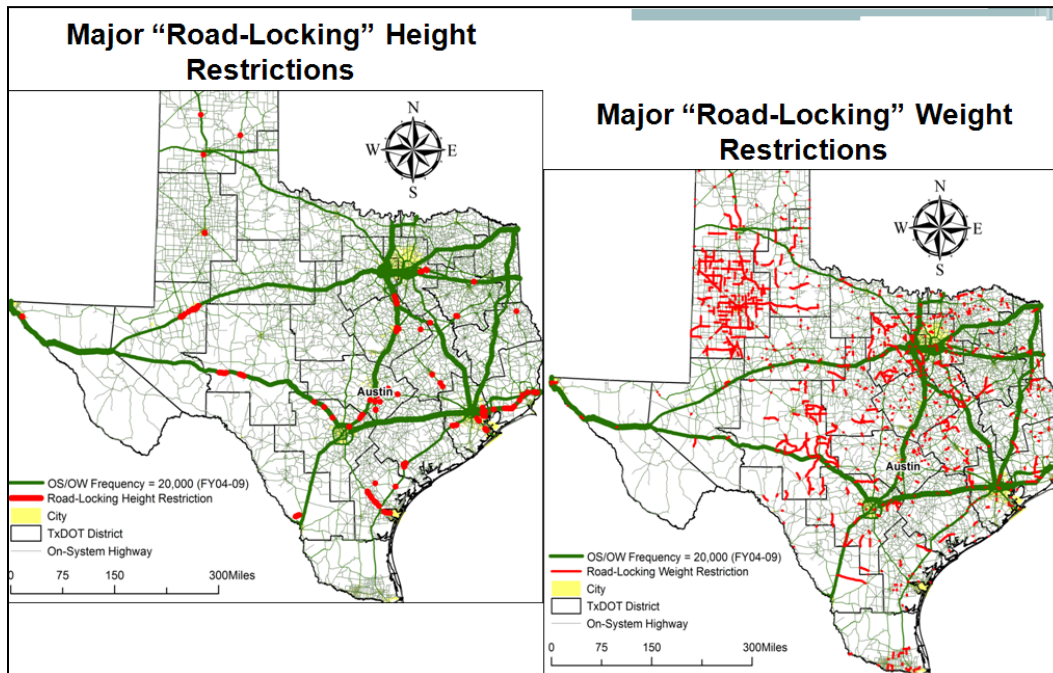 Major “Road-Locking” Height
Restrictions
N
W
E
S
Austin
OS/OW Frequency = 20,000 (FY04-09)
Road-Locking Height Restriction
City
TxDOT District
On-System Highway
0 75 150 300Miles
Major “Road-Locking” Weight
Restrictions
N
W
E
S
Austin
OS/OW Frequency = 20,000 (FY04-09)
Road-Locking Weight Restriction
City
TxDOT District
On-System Highway
0 75 150 300Miles